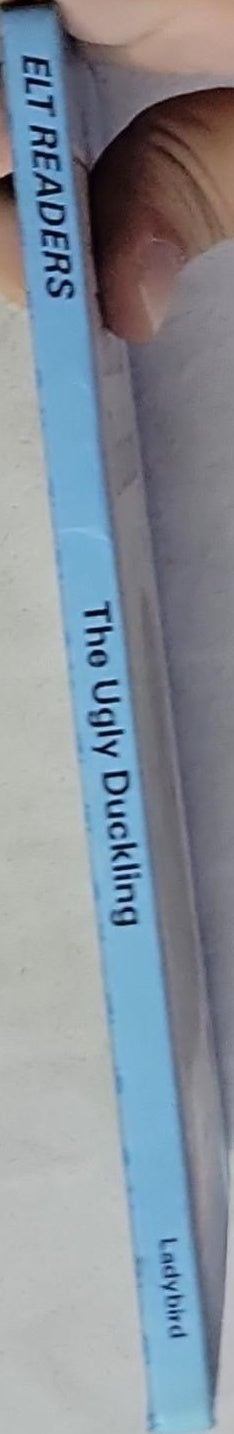 ELT READERS
The Ugly Duckling
Ladybird